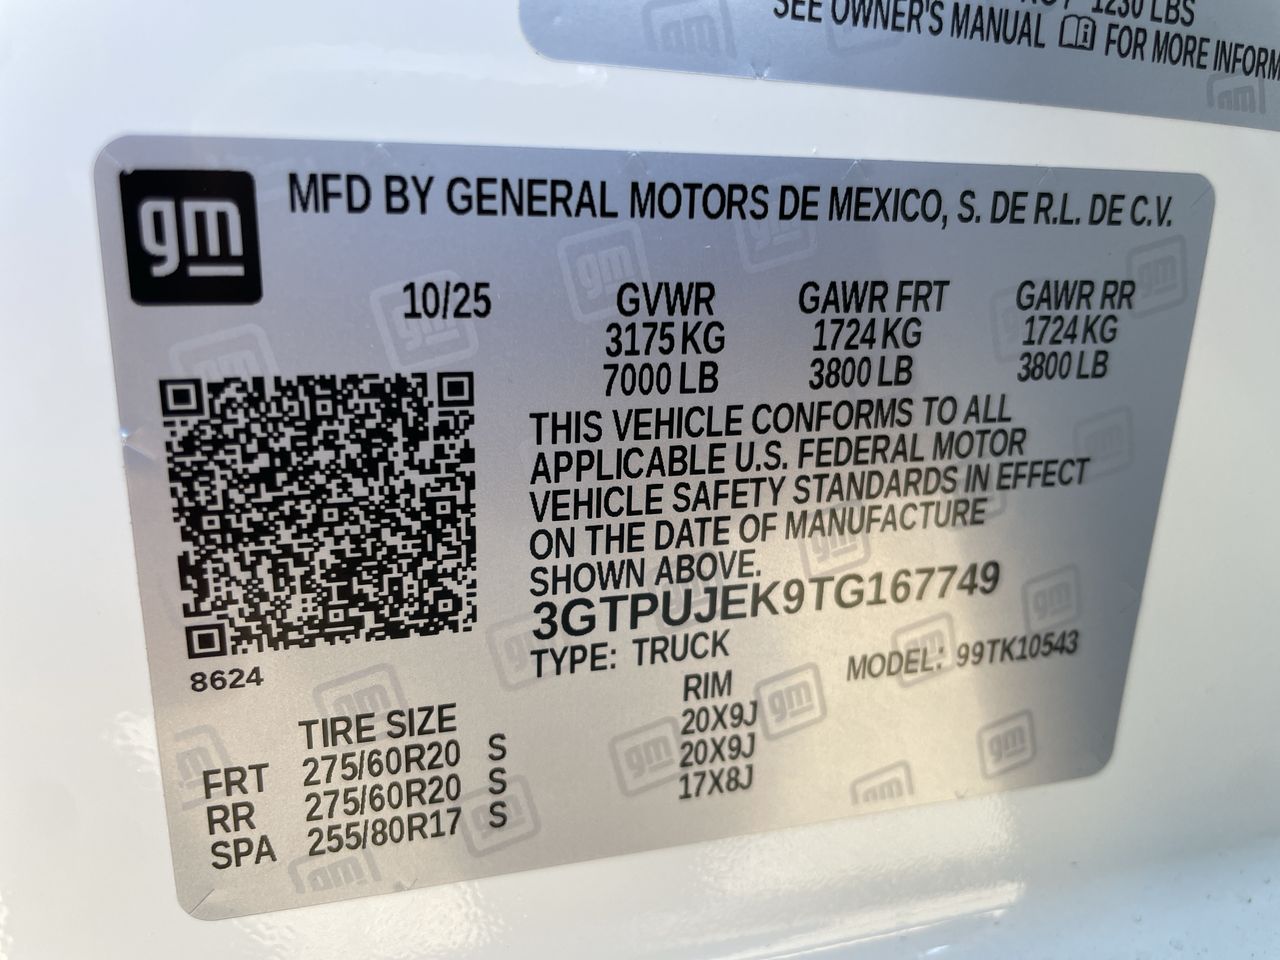 1230 LBS
SEE OWNER'S MANUAL FOR MORE INFORM
gm
MFD BY GENERAL MOTORS DE MEXICO, S. DE R.L. DE C.V.
10/25 GVWR GAWR FRT GAWR RR
3175 KG 1724 KG 1724 KG
7000 LB 3800 LB 3800 LB
THIS VEHICLE CONFORMS TO ALL
APPLICABLE U.S. FEDERAL MOTOR
VEHICLE SAFETY STANDARDS IN EFFECT
ON THE DATE OF MANUFACTURE
SHOWN ABOVE.
3GTPUJEK9TG167749
TYPE: TRUCK MODEL: 99TK10543
8624
TIRE SIZE RIM
FRT 275/60R20 S 20X9J
RR 275/60R20 S 20X9J
SPA 255/80R17 S 17X8J